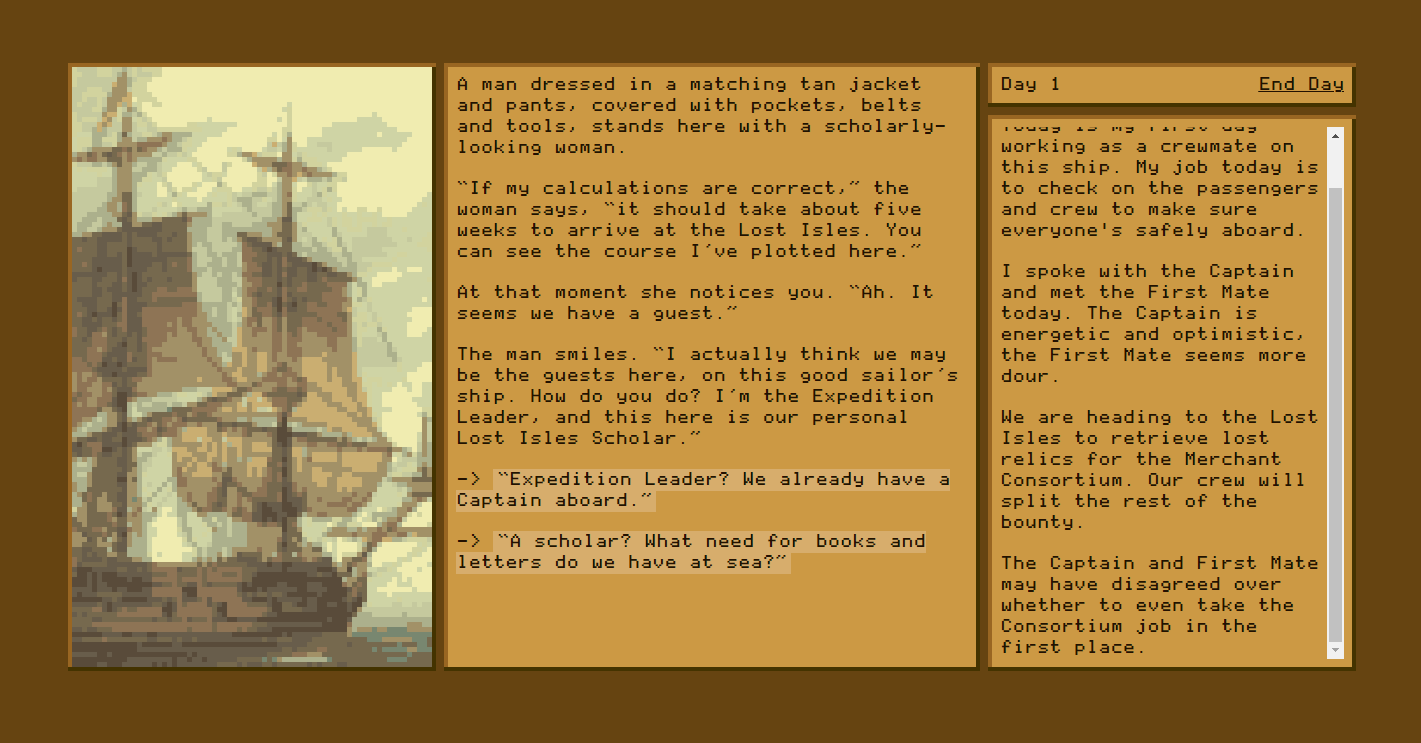 A man dressed in a matching tan jacket
and pants, covered with pockets, belts
and tools, stands here with a scholarly-
looking woman.
“If my calculations are correct,” the
woman says, “it should take about five
weeks to arrive at the Lost Isles. You
can see the course I’ve plotted here.”
At that moment she notices you. “Ah. It
seems we have a guest.”
The man smiles. “I actually think we may
be the guests here, on this good sailor’s
ship. How do you do? I’m the Expedition
Leader, and this here is our personal
Lost Isles Scholar.”
-> “Expedition Leader? We already have a
Captain aboard.”
-> “A scholar? What need for books and
letters do we have at sea?”
Day 1
End Day
Today is my first day
working as a crewmate on
this ship. My job today is
to check on the passengers
and crew to make sure
everyone's safely aboard.
I spoke with the Captain
and met the First Mate
today. The Captain is
energetic and optimistic,
the First Mate seems more
dour.
We are heading to the Lost
Isles to retrieve lost
relics for the Merchant
Consortium. Our crew will
split the rest of the
bounty.
The Captain and First Mate
may have disagreed over
whether to even take the
Consortium job in the
first place.